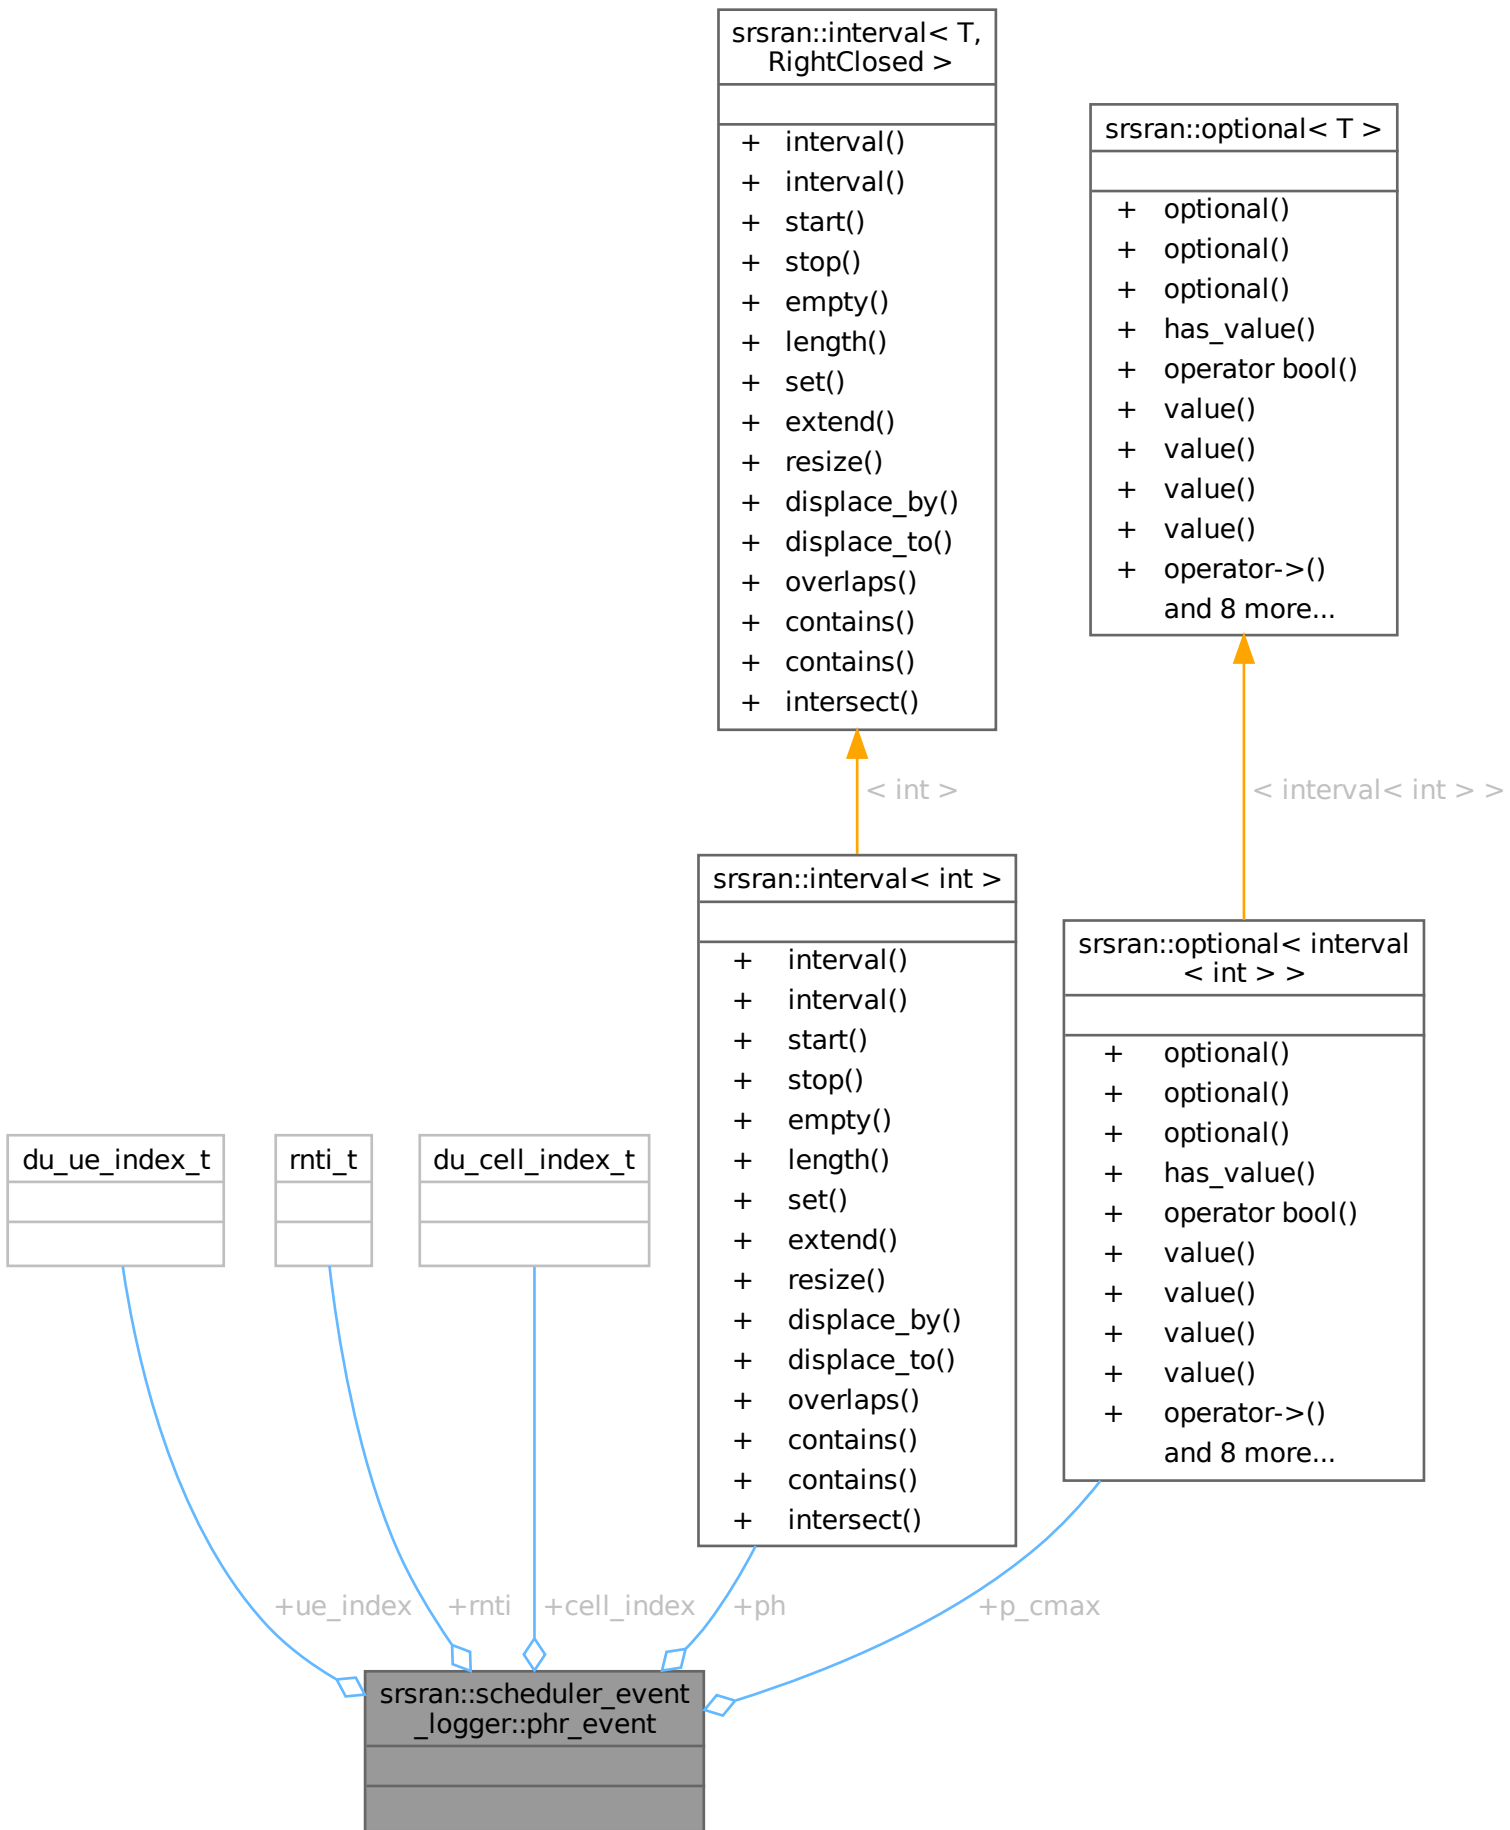 srsran::interval< T,
RightClosed >
+ interval()
+ interval()
+ start()
+ stop()
+ empty()
+ length()
+ set()
+ extend()
+ resize()
+ displace_by()
+ displace_to()
+ overlaps()
+ contains()
+ contains()
+ intersect()
srsran::optional< T >
+ optional()
+ optional()
+ optional()
+ has_value()
+ operator bool()
+ value()
+ value()
+ value()
+ value()
+ operator->()
and 8 more...
< int >
< interval< int > >
srsran::interval< int >
+ interval()
+ interval()
+ start()
+ stop()
+ empty()
+ length()
+ set()
+ extend()
+ resize()
+ displace_by()
+ displace_to()
+ overlaps()
+ contains()
+ contains()
+ intersect()
srsran::optional< interval
< int > >
+ optional()
+ optional()
+ optional()
+ has_value()
+ operator bool()
+ value()
+ value()
+ value()
+ value()
+ operator->()
and 8 more...
du_ue_index_t
rnti_t
du_cell_index_t
+ue_index
+rnti
+cell_index
+ph
+p_cmax
srsran::scheduler_event
_logger::phr_event